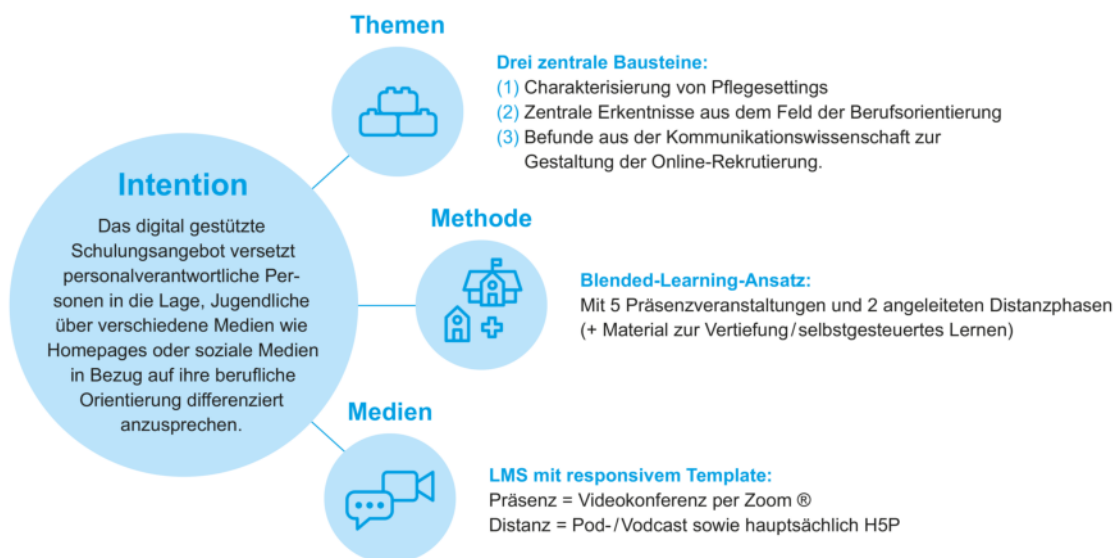 Themen
Drei zentrale Bausteine:
(1) Charakterisierung von Pflegesettings
(2) Zentrale Erkentnisse aus dem Feld der Berufsorientierung
(3) Befunde aus der Kommunikationswissenschaft zur
Gestaltung der Online-Rekrutierung.
Intention
Das digital gestützte
Schulungsangebot versetzt
personalverantwortliche Per-
sonen in die Lage, Jugendliche
über verschiedene Medien wie
Homepages oder soziale Medien
in Bezug auf ihre berufliche
Orientierung differenziert
anzusprechen.
Methode
Blended-Learning-Ansatz:
Mit 5 Präsenzveranstaltungen und 2 angeleiteten Distanzphasen
(+ Material zur Vertiefung/selbstgesteuertes Lernen)
Medien
LMS mit responsivem Template:
Präsenz = Videokonferenz per Zoom ®
Distanz = Pod-/Vodcast sowie hauptsächlich H5P